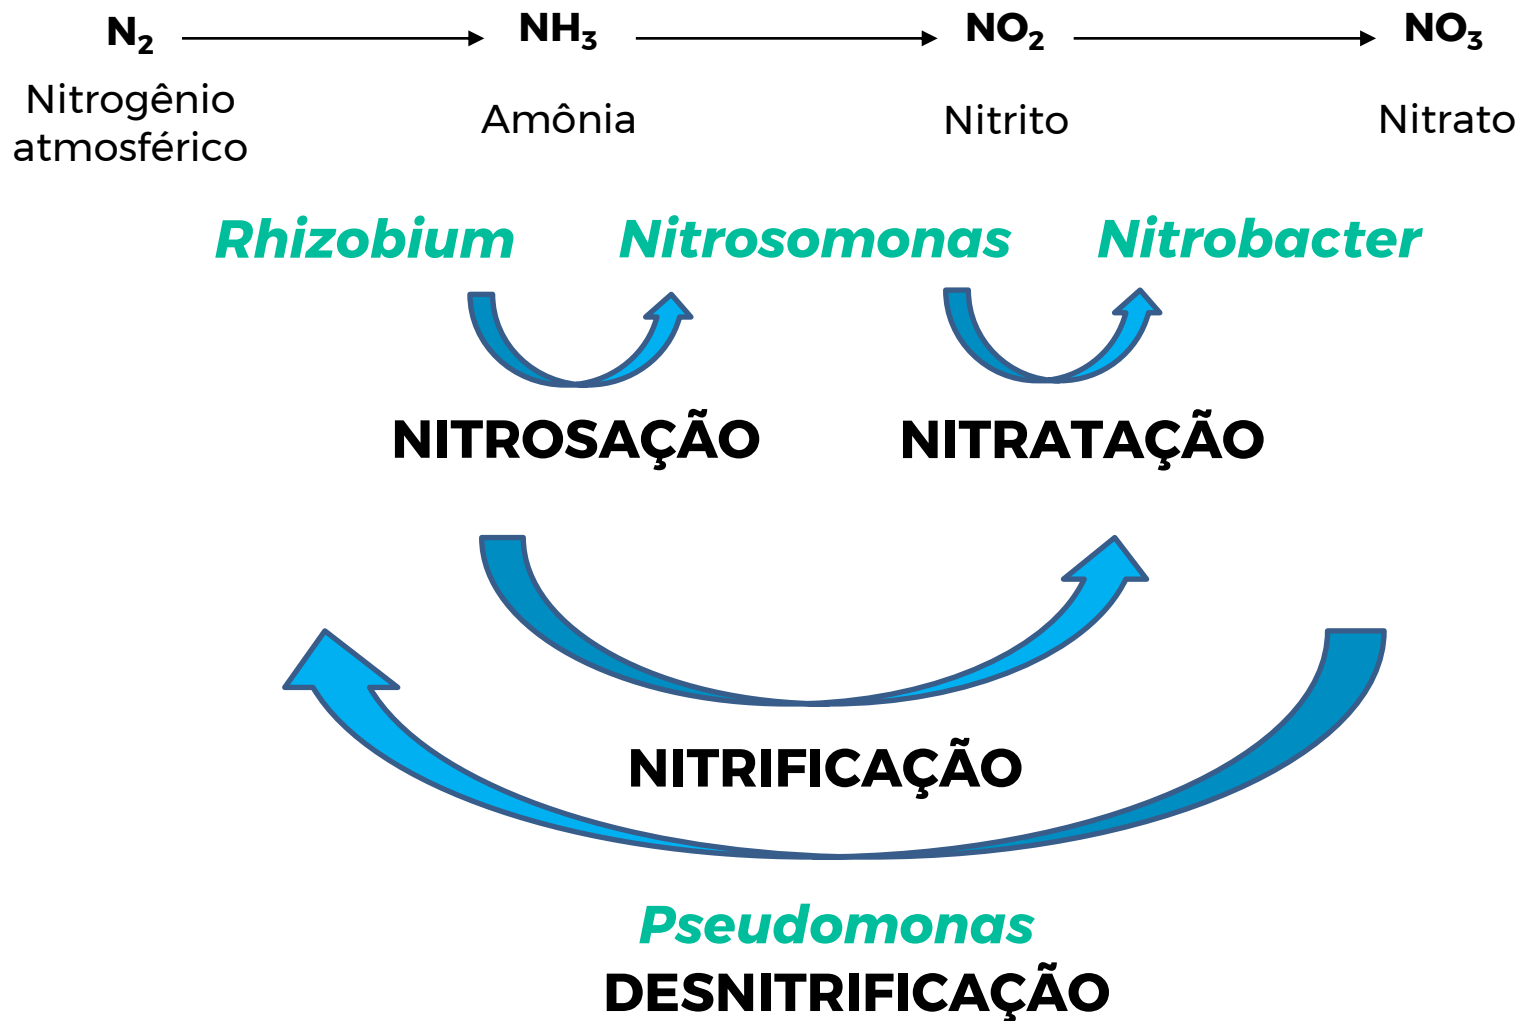 N₂ NH₃ NO₂ NO₃
Nitrogênio
atmosférico
Amônia
Nitrito
Nitrato
Rhizobium Nitrosomonas Nitrobacter
NITROSAÇÃO NITRATAÇÃO
NITRIFICAÇÃO
Pseudomonas
DESNITRIFICAÇÃO